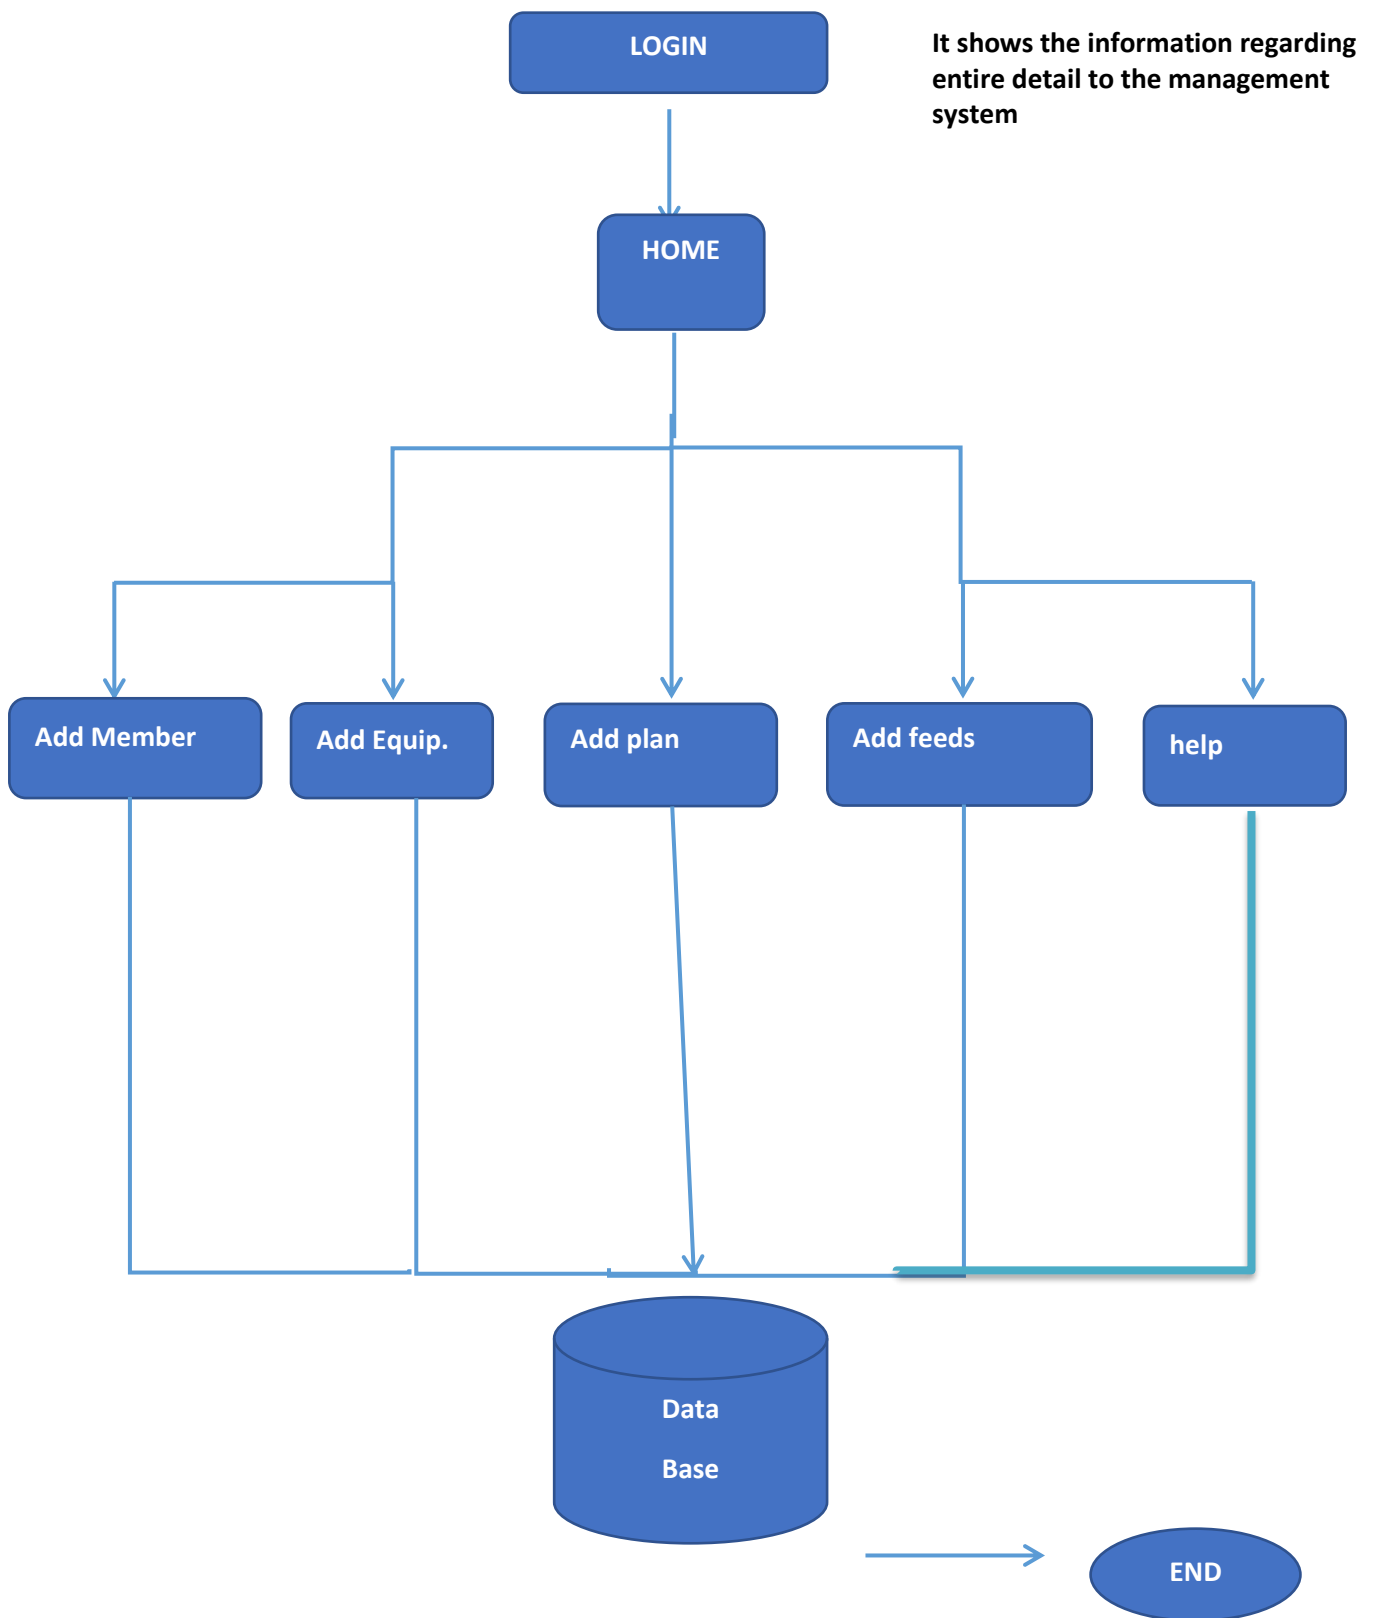 LOGIN
It shows the information regarding
entire detail to the management
system
HOME
Add Member
Add Equip.
Add plan
Add feeds
help
Data
Base
END